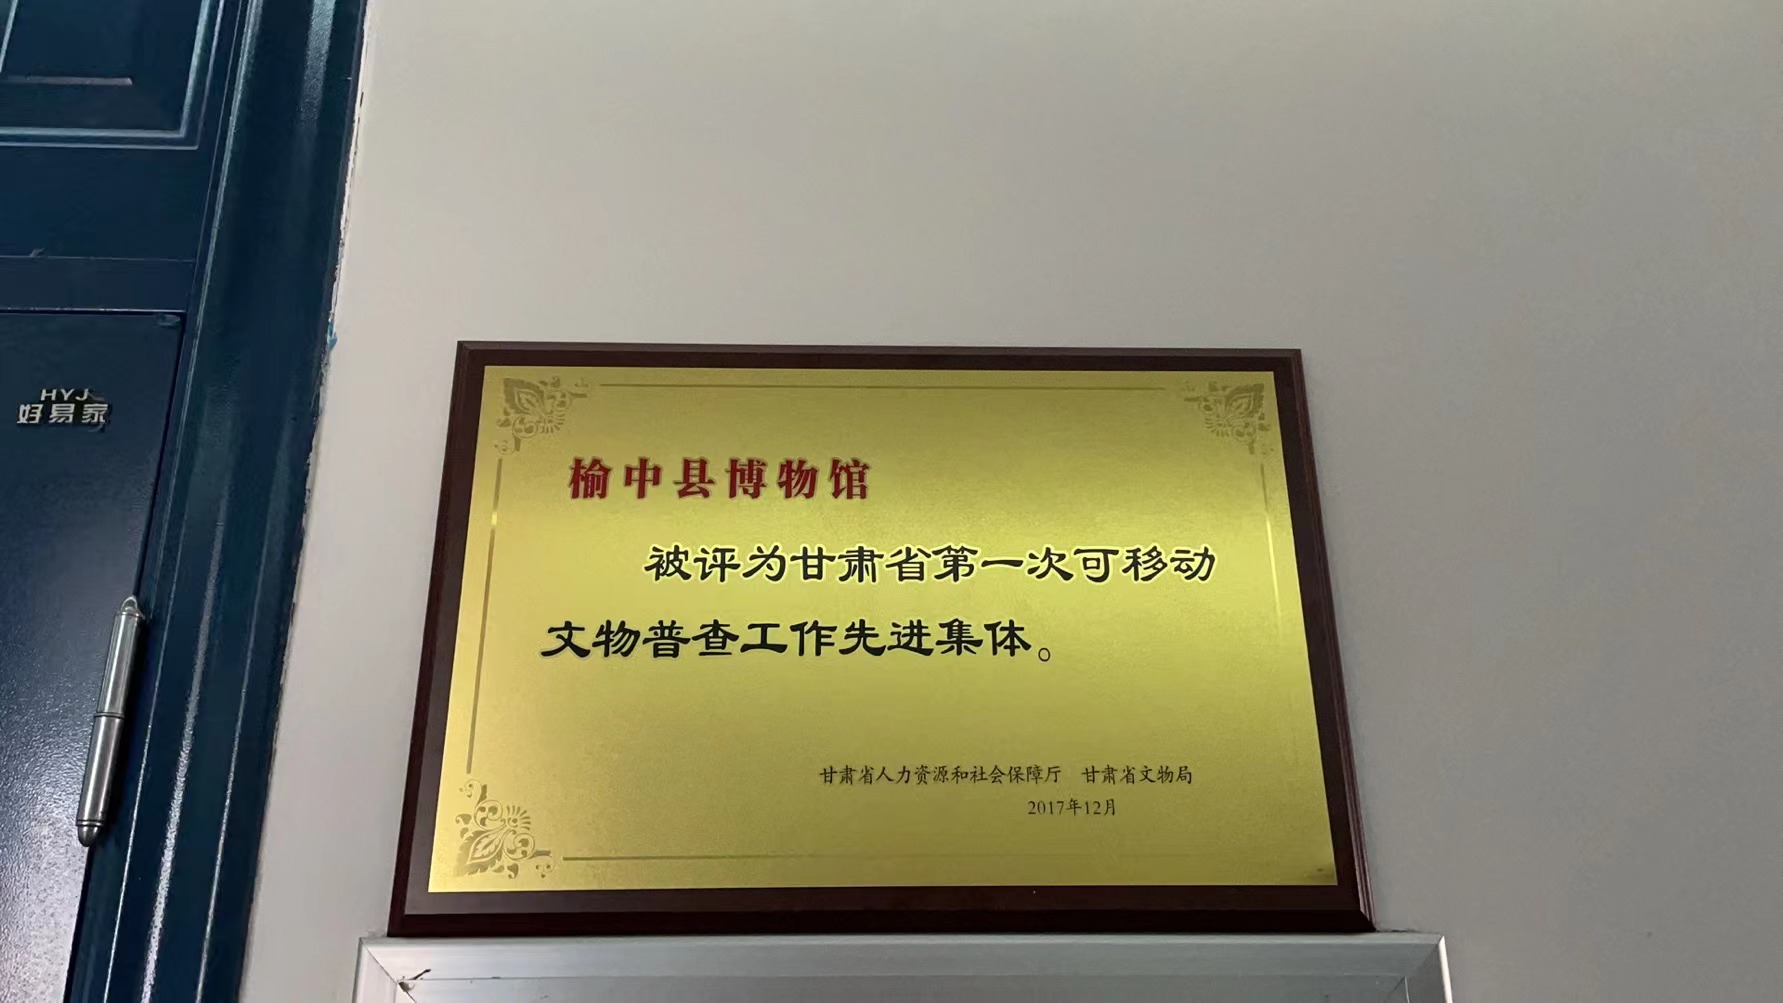 HYJ
好易家
榆中县博物馆
被评为甘肃省第一次可移动
文物普查工作先进集体。
甘肃省人力资源和社会保障厅 甘肃省文物局
2017年12月